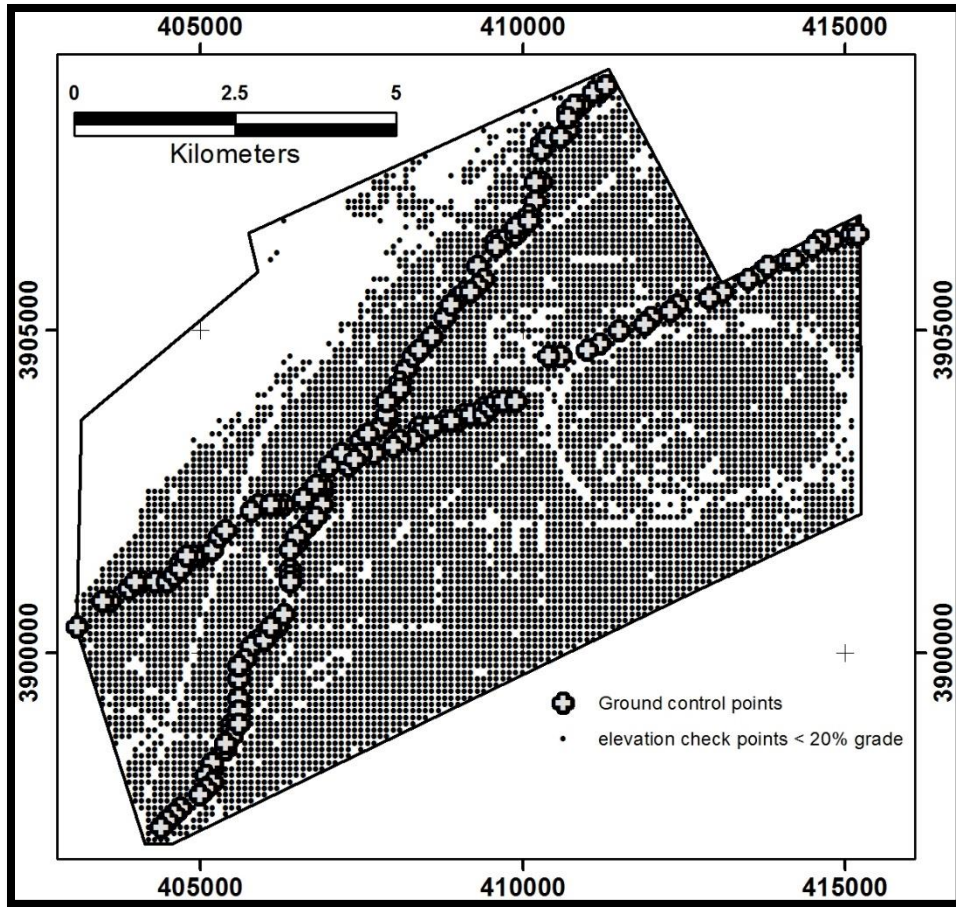 405000 410000 415000
0 2.5 5
Kilometers
3905000 3905000
3900000 3900000
Ground control points
elevation check points < 20% grade
405000 410000 415000